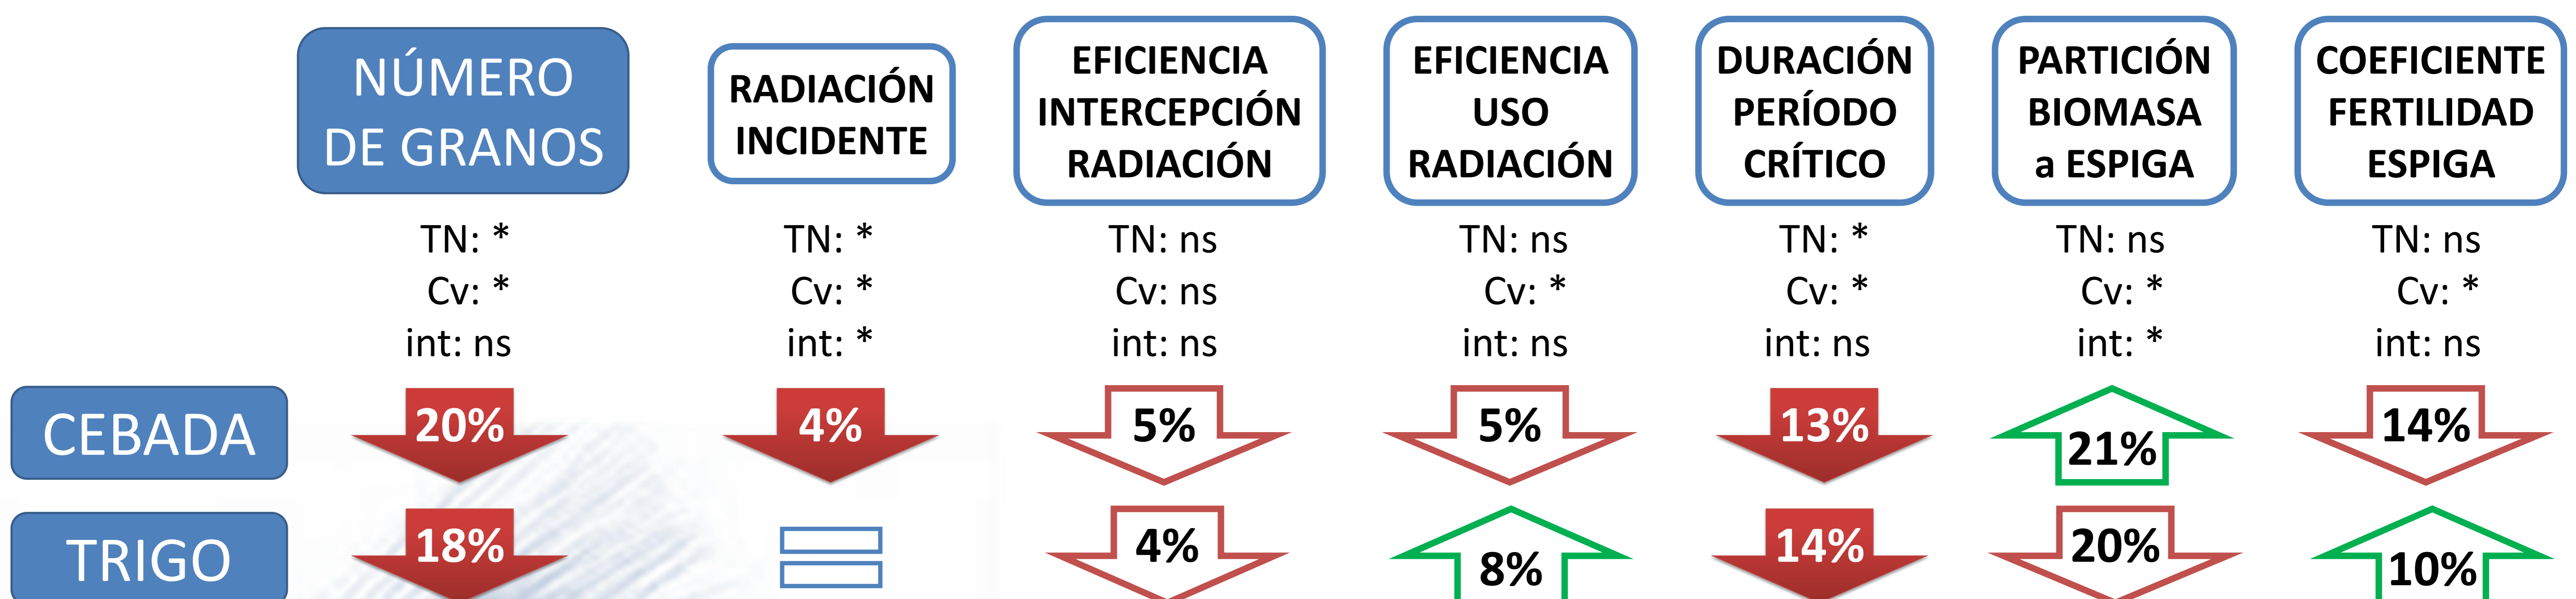 NÚMERO
DE GRANOS
RADIACIÓN
INCIDENTE
EFICIENCIA
INTERCEPCIÓN
RADIACIÓN
EFICIENCIA
USO
RADIACIÓN
DURACIÓN
PERÍODO
CRÍTICO
PARTICIÓN
BIOMASA
a ESPIGA
COEFICIENTE
FERTILIDAD
ESPIGA
TN: *
Cv: *
int: ns
TN: *
Cv: *
int: *
TN: ns
Cv: ns
int: ns
TN: ns
Cv: *
int: ns
TN: *
Cv: *
int: ns
TN: ns
Cv: *
int: *
TN: ns
Cv: *
int: ns
CEBADA
20%
4%
5%
5%
13%
21%
14%
TRIGO
18%
4%
8%
14%
20%
10%